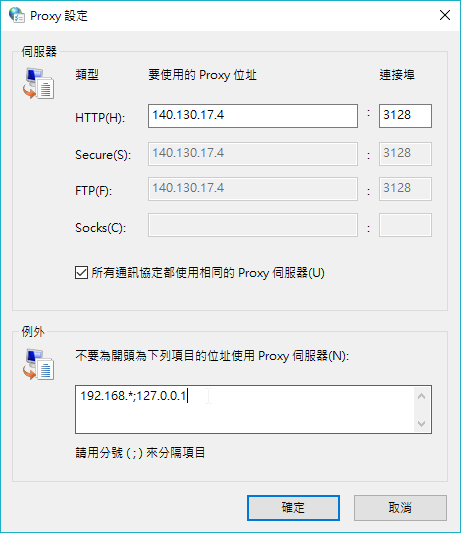 Proxy 設定
伺服器
類型 要使用的 Proxy 位址 連接埠
HTTP(H): 140.130.17.4 : 3128
Secure(S): 140.130.17.4 : 3128
FTP(F): 140.130.17.4 : 3128
Socks(C): :
所有通訊協定都使用相同的 Proxy 伺服器(U)
例外
不要為開頭為下列項目的位址使用 Proxy 伺服器(N):
192.168.*;127.0.0.1
請用分號 ( ; ) 來分隔項目
確定 取消